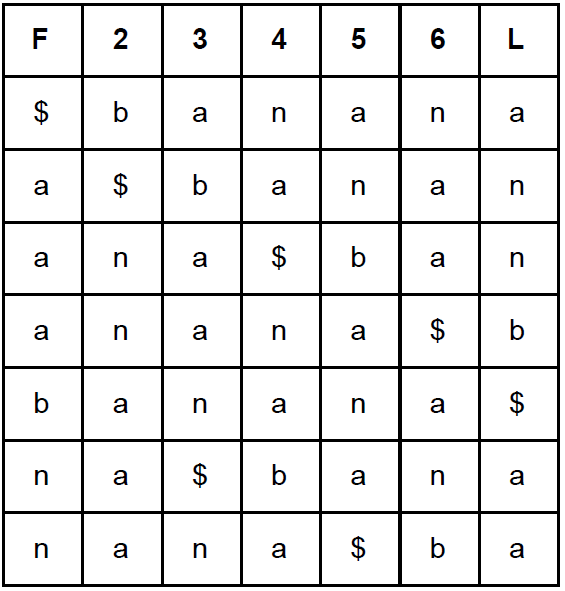 F 2 3 4 5 6 L
$ b a n a n a
a $ b a n a n
a n a $ b a n
a n a n a $ b
b a n a n a $
n a $ b a n a
n a n a $ b a